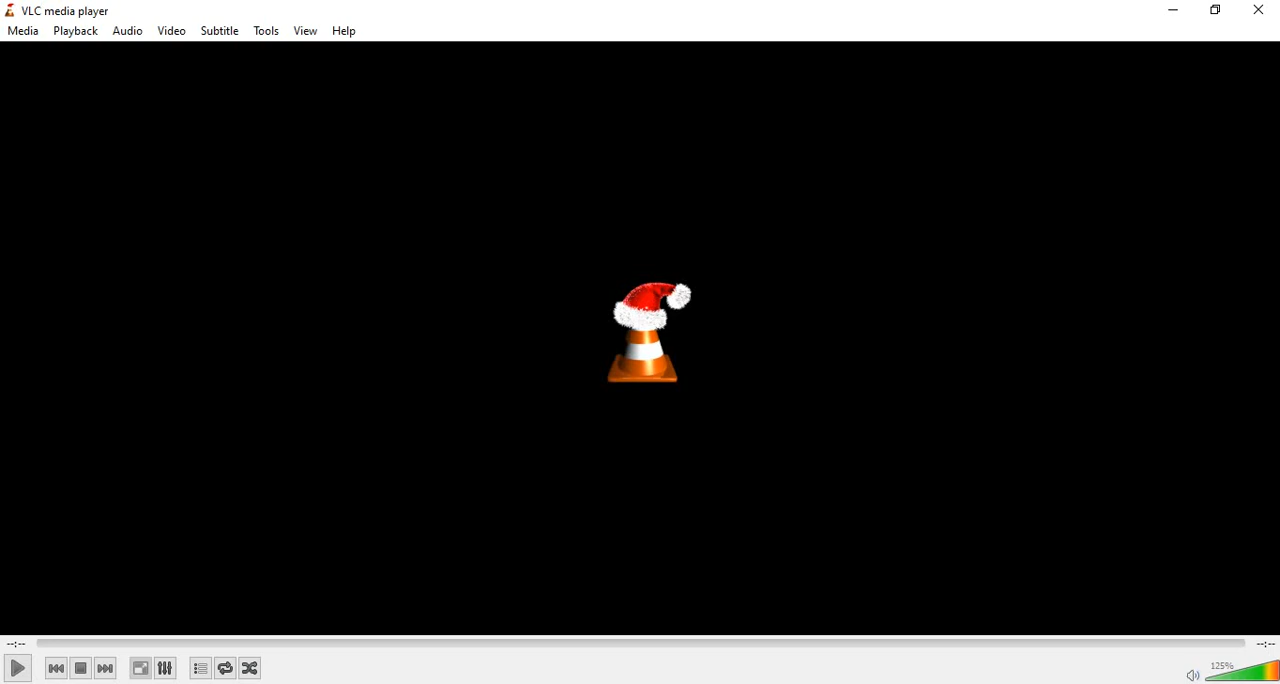 VLC media player
Media Playback Audio Video Subtitle Tools View Help
--:-- --:--
125%